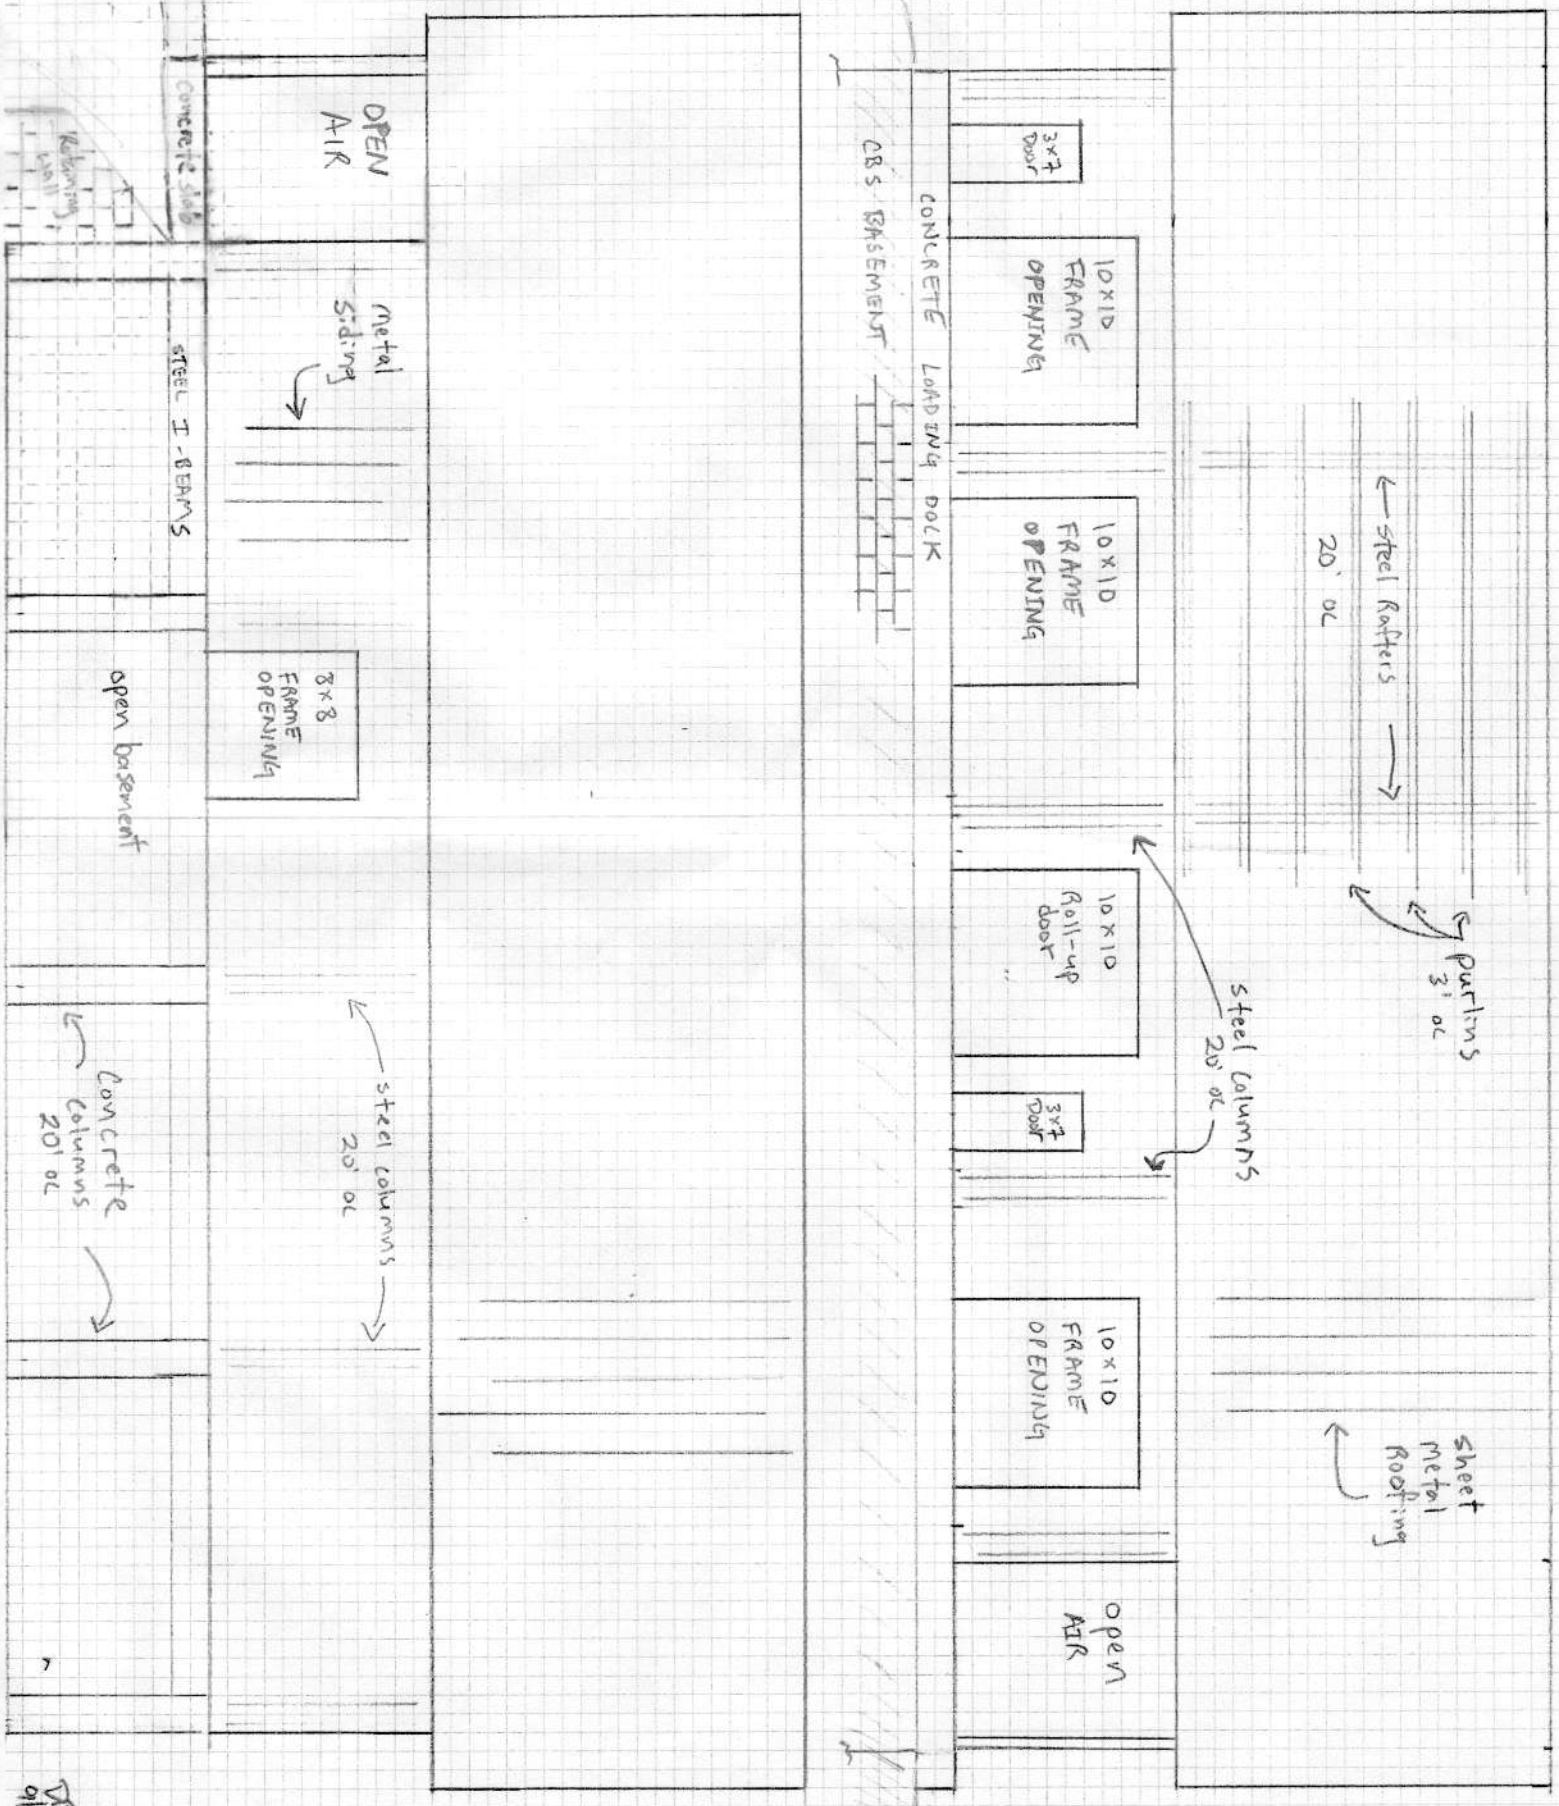 sheet
metal
Roofing
purlins
3' oc
← steel Rafters →
20' oc
steel columns
20' oc
3x7
Door
10X10
FRAME
OPENING
10X10
FRAME
OPENING
10X10
Roll-up
door
3x7
Door
10X10
FRAME
OPENING
open
AIR
CONCRETE LOADING DOCK
CBS BASEMENT
OPEN
AIR
metal
siding
8x8
FRAME
OPENING
steel columns
20' oc
Concrete slab
STEEL I-BEAMS
Retaining
wall
open basement
Concrete
columns
20' oc